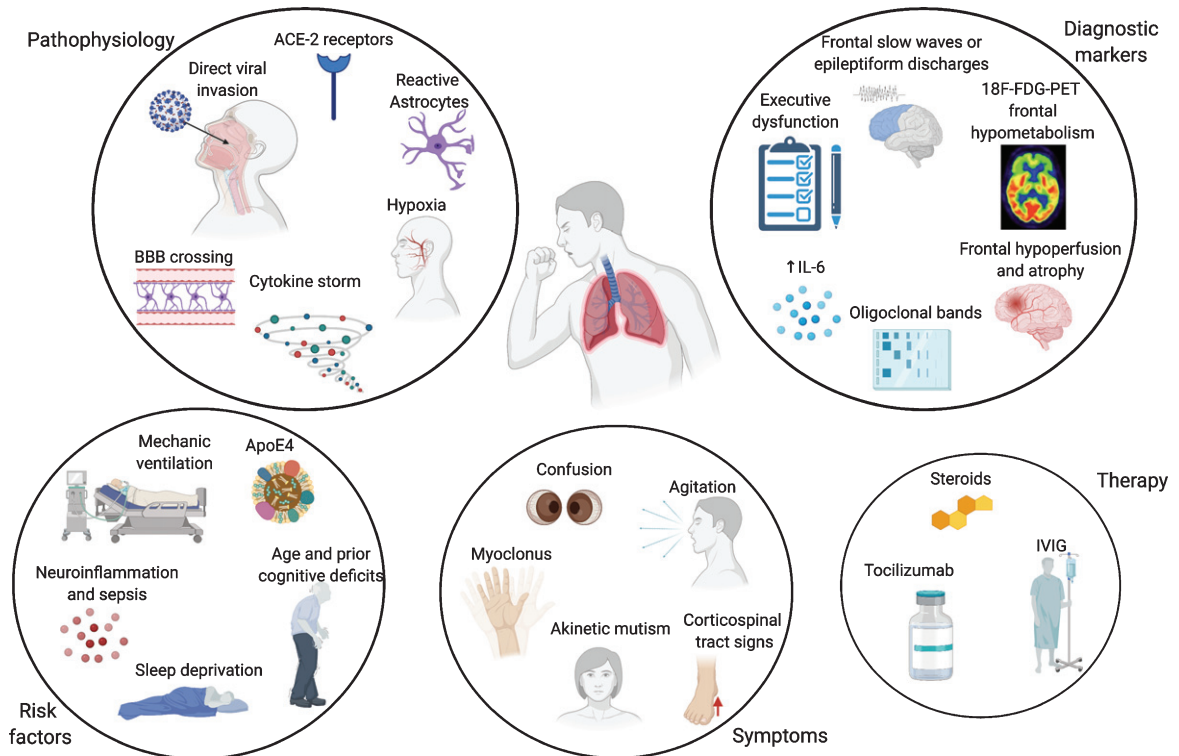 Pathophysiology
ACE-2 receptors
Direct viral
invasion
Reactive
Astrocytes
Hypoxia
BBB crossing
Cytokine storm
Diagnostic
markers
Frontal slow waves or
epileptiform discharges
Executive
dysfunction
18F-FDG-PET
frontal
hypometabolism
↑IL-6
Frontal hypoperfusion
and atrophy
Oligoclonal bands
Mechanic
ventilation
ApoE4
Neuroinflammation
and sepsis
Age and prior
cognitive deficits
Sleep deprivation
Risk
factors
Confusion
Agitation
Myoclonus
Akinetic mutism
Corticospinal
tract signs
Symptoms
Therapy
Steroids
IVIG
Tocilizumab